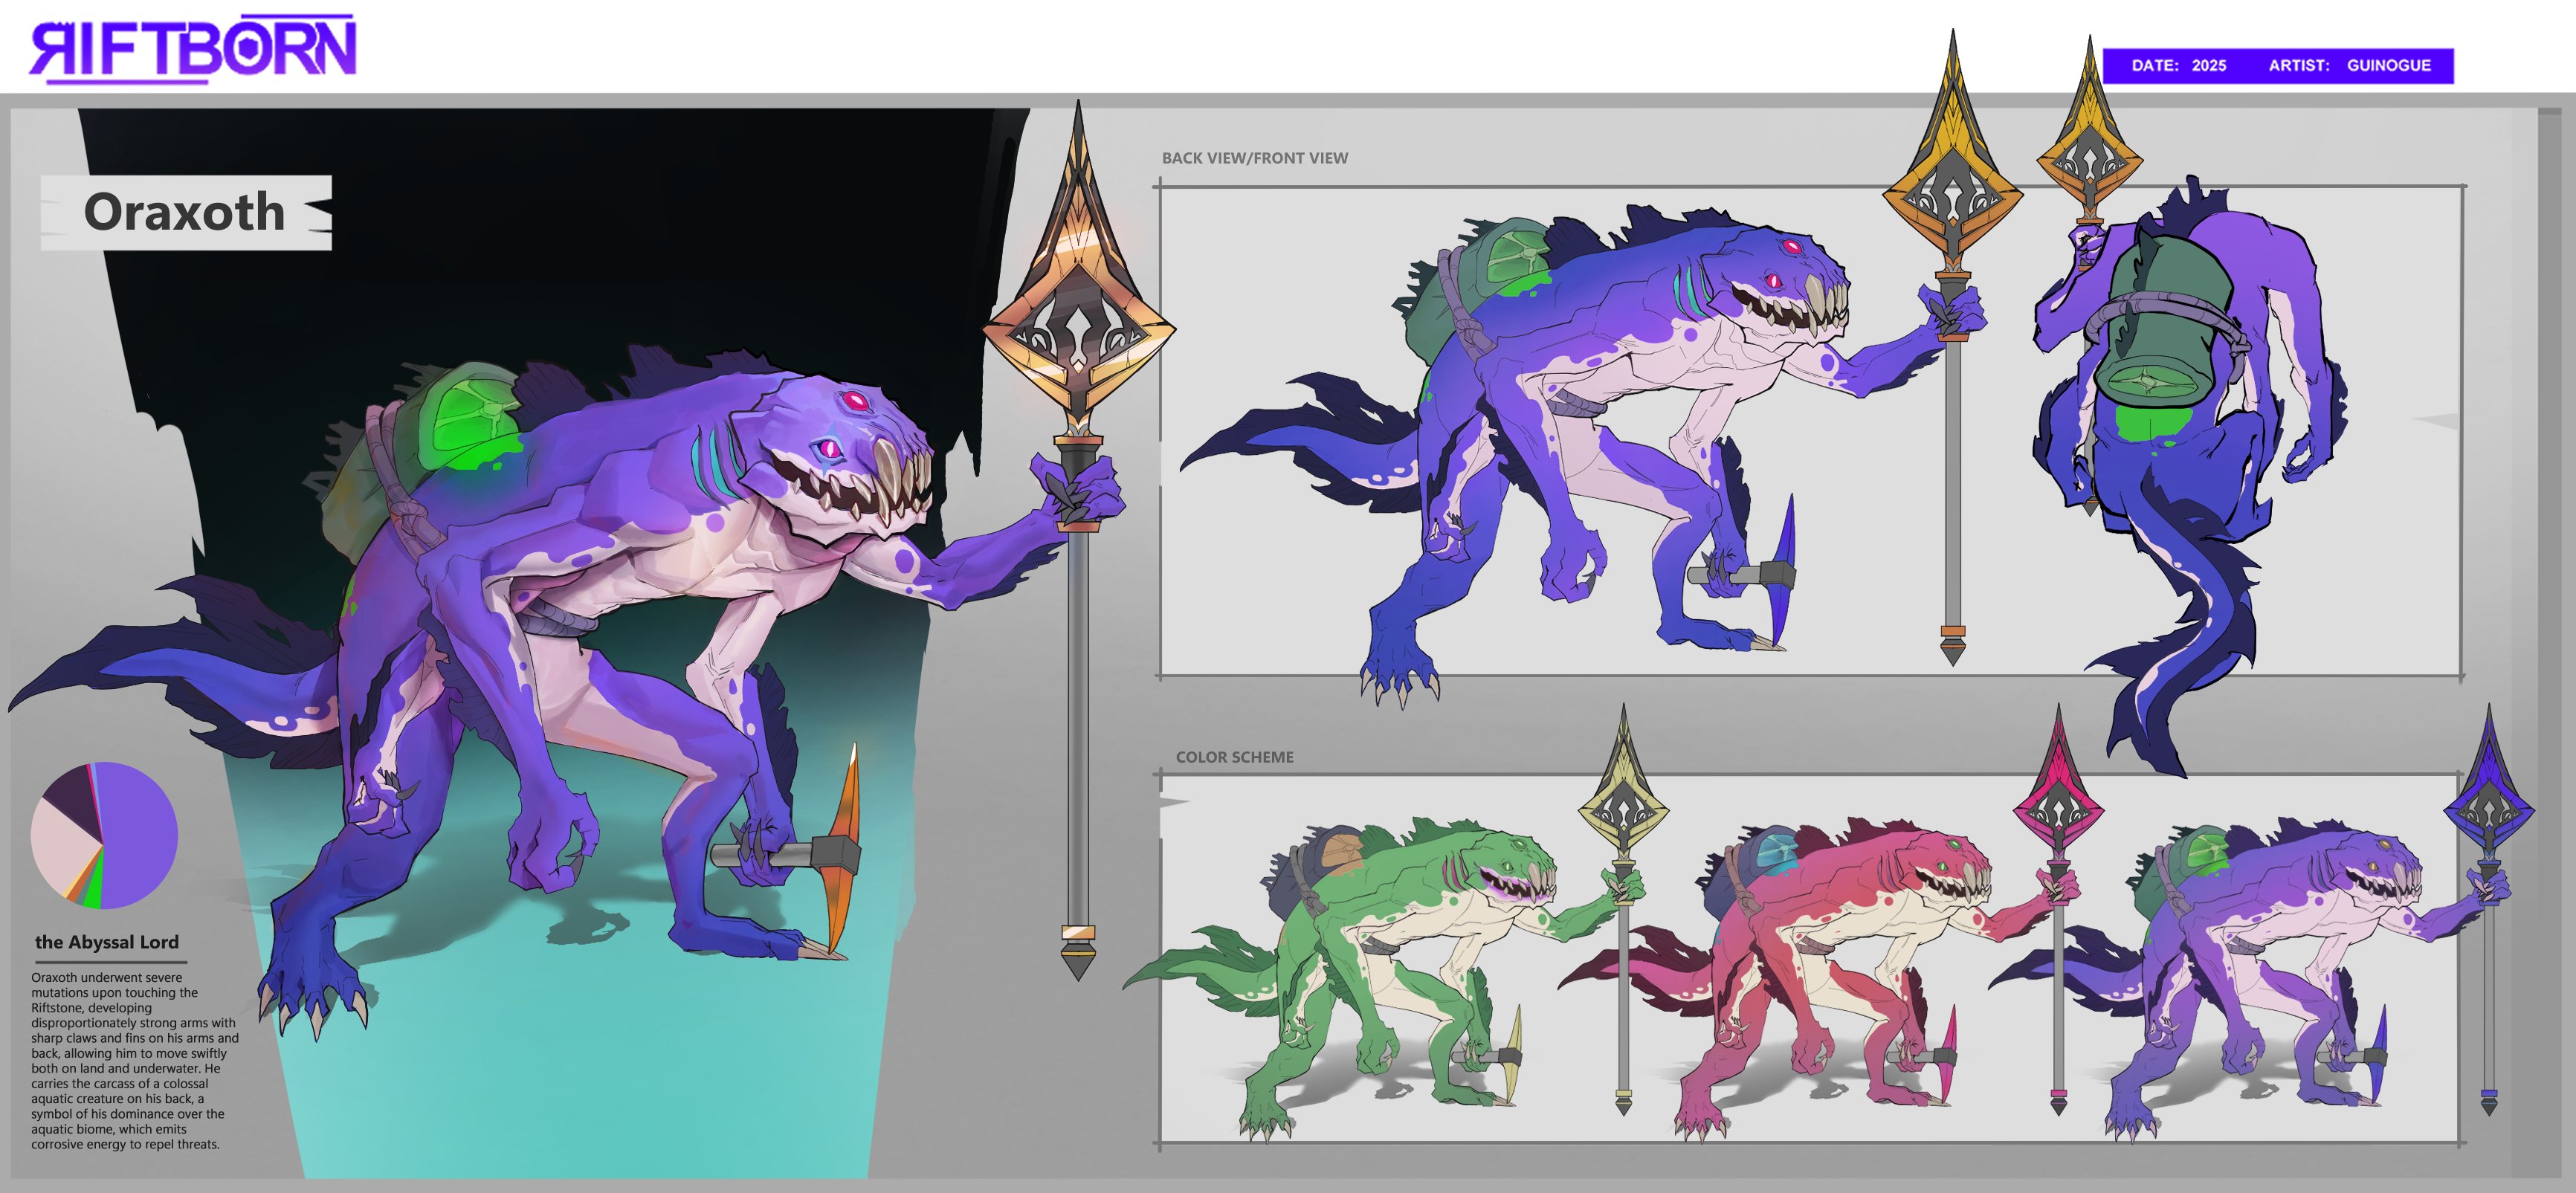 ЯIFTBORN
DATE: 2025 ARTIST: GUINOGUE
Oraxoth
BACK VIEW/FRONT VIEW
COLOR SCHEME
the Abyssal Lord
Oraxoth underwent severe
mutations upon touching the
Riftstone, developing
disproportionately strong arms with
sharp claws and fins on his arms and
back, allowing him to move swiftly
both on land and underwater. He
carries the carcass of a colossal
aquatic creature on his back, a
symbol of his dominance over the
aquatic biome, which emits
corrosive energy to repel threats.